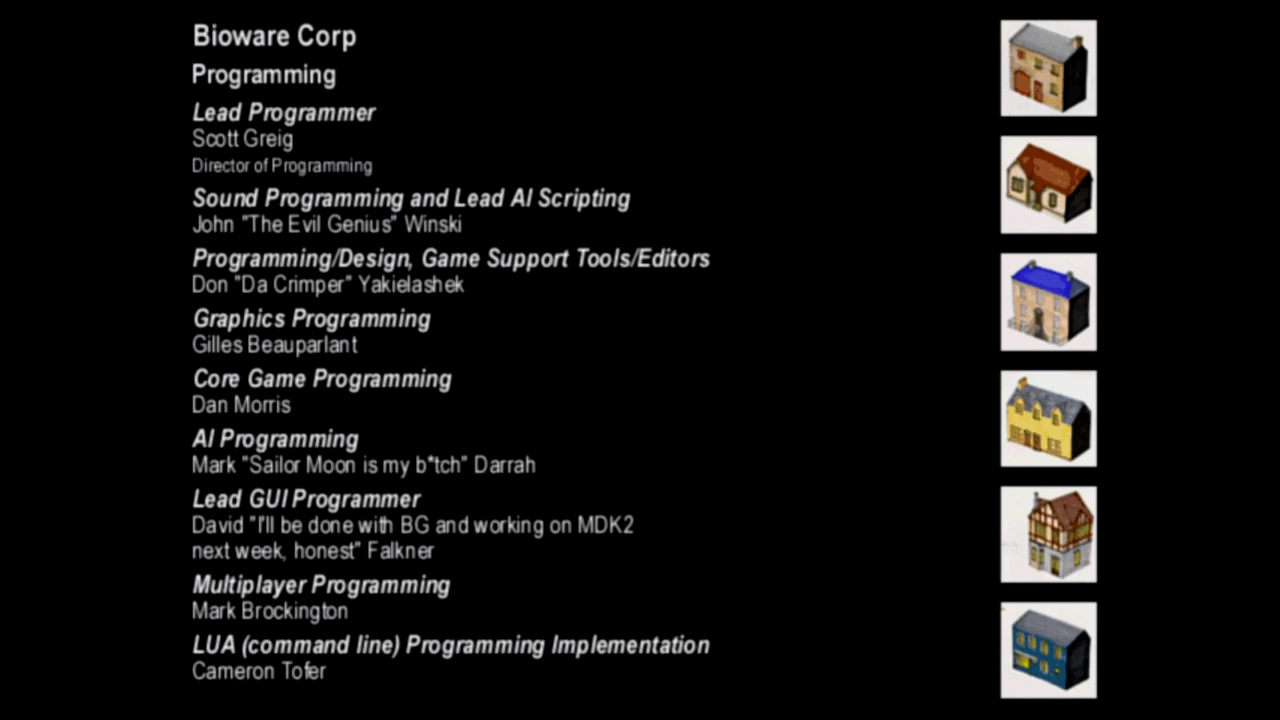 Bioware Corp
Programming
Lead Programmer
Scott Greig
Director of Programming
Sound Programming and Lead AI Scripting
John "The Evil Genius" Winski
Programming/Design, Game Support Tools/Editors
Don "Da Crimper" Yakielashek
Graphics Programming
Gilles Beauparlant
Core Game Programming
Dan Morris
AI Programming
Mark "Sailor Moon is my b*tch" Darrah
Lead GUI Programmer
David "I'll be done with BG and working on MDK2
next week, honest" Falkner
Multiplayer Programming
Mark Brockington
LUA (command line) Programming Implementation
Cameron Tofer